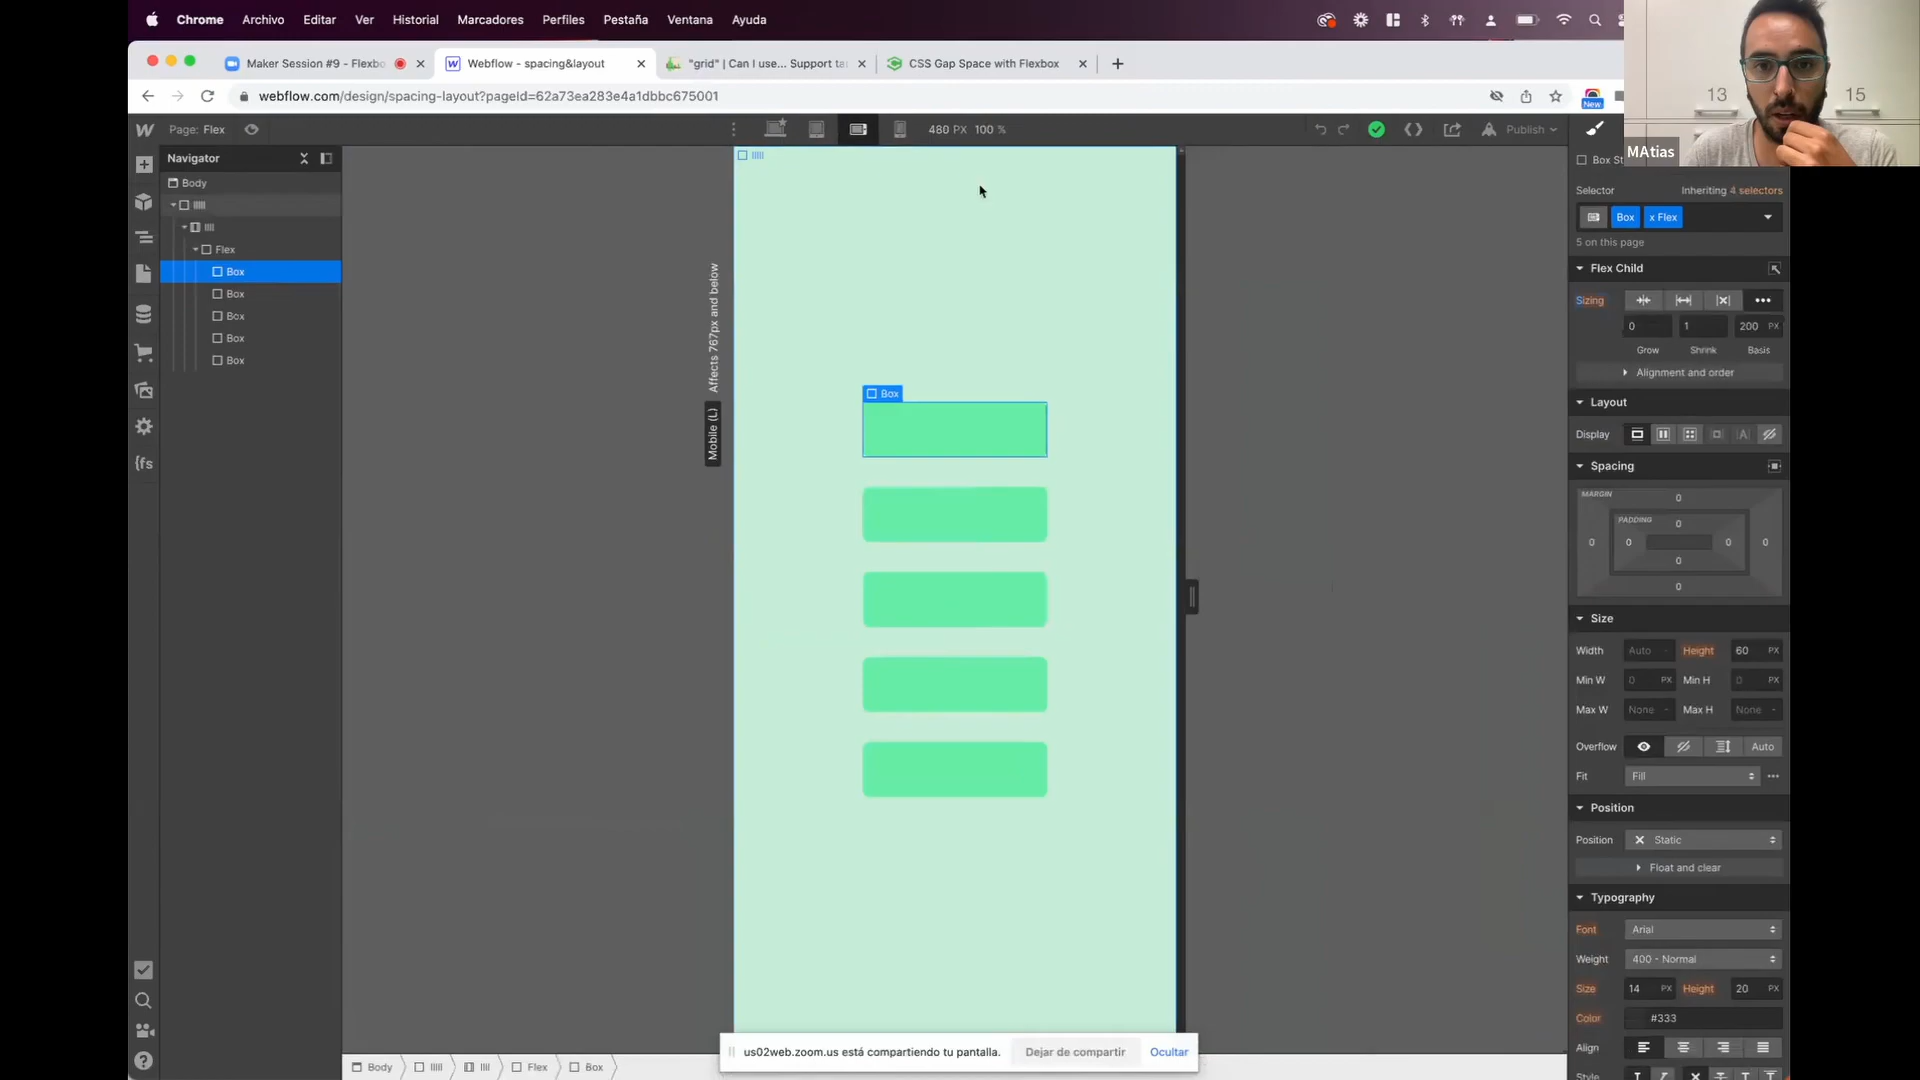 Chrome Archivo Editar Ver Historial Marcadores Perfiles Pestaña Ventana Ayuda
Maker Session #9 - Flexbo
Webflow - spacing&layout
"grid" | Can I use... Support ta
CSS Gap Space with Flexbox
webflow.com/design/spacing-layout?pageId=62a73ea283e4a1dbbc675001
New
13
15
MAtias
Page: Flex
480 PX 100 %
Publish
Navigator
Body
Flex
Box
Box
Box
Box
Box
Affects 767px and below
Mobile (L)
Box
Box St
Selector
Inheriting 4 selectors
Box
x Flex
5 on this page
Flex Child
Sizing
0
1
200 PX
Grow
Shrink
Basis
Alignment and order
Layout
Display
Spacing
MARGIN
0
PADDING
0
0
0
0
0
0
0
Size
Width Auto - Height 60 PX
Min W 0 PX Min H 0 PX
Max W None - Max H None -
Overflow
Auto
Fit Fill
Position
Position Static
Float and clear
Typography
Font Arial
Weight 400 - Normal
Size 14 PX Height 20 PX
Color #333
Align
Style
us02web.zoom.us está compartiendo tu pantalla.
Dejar de compartir
Ocultar
Body
Flex
Box